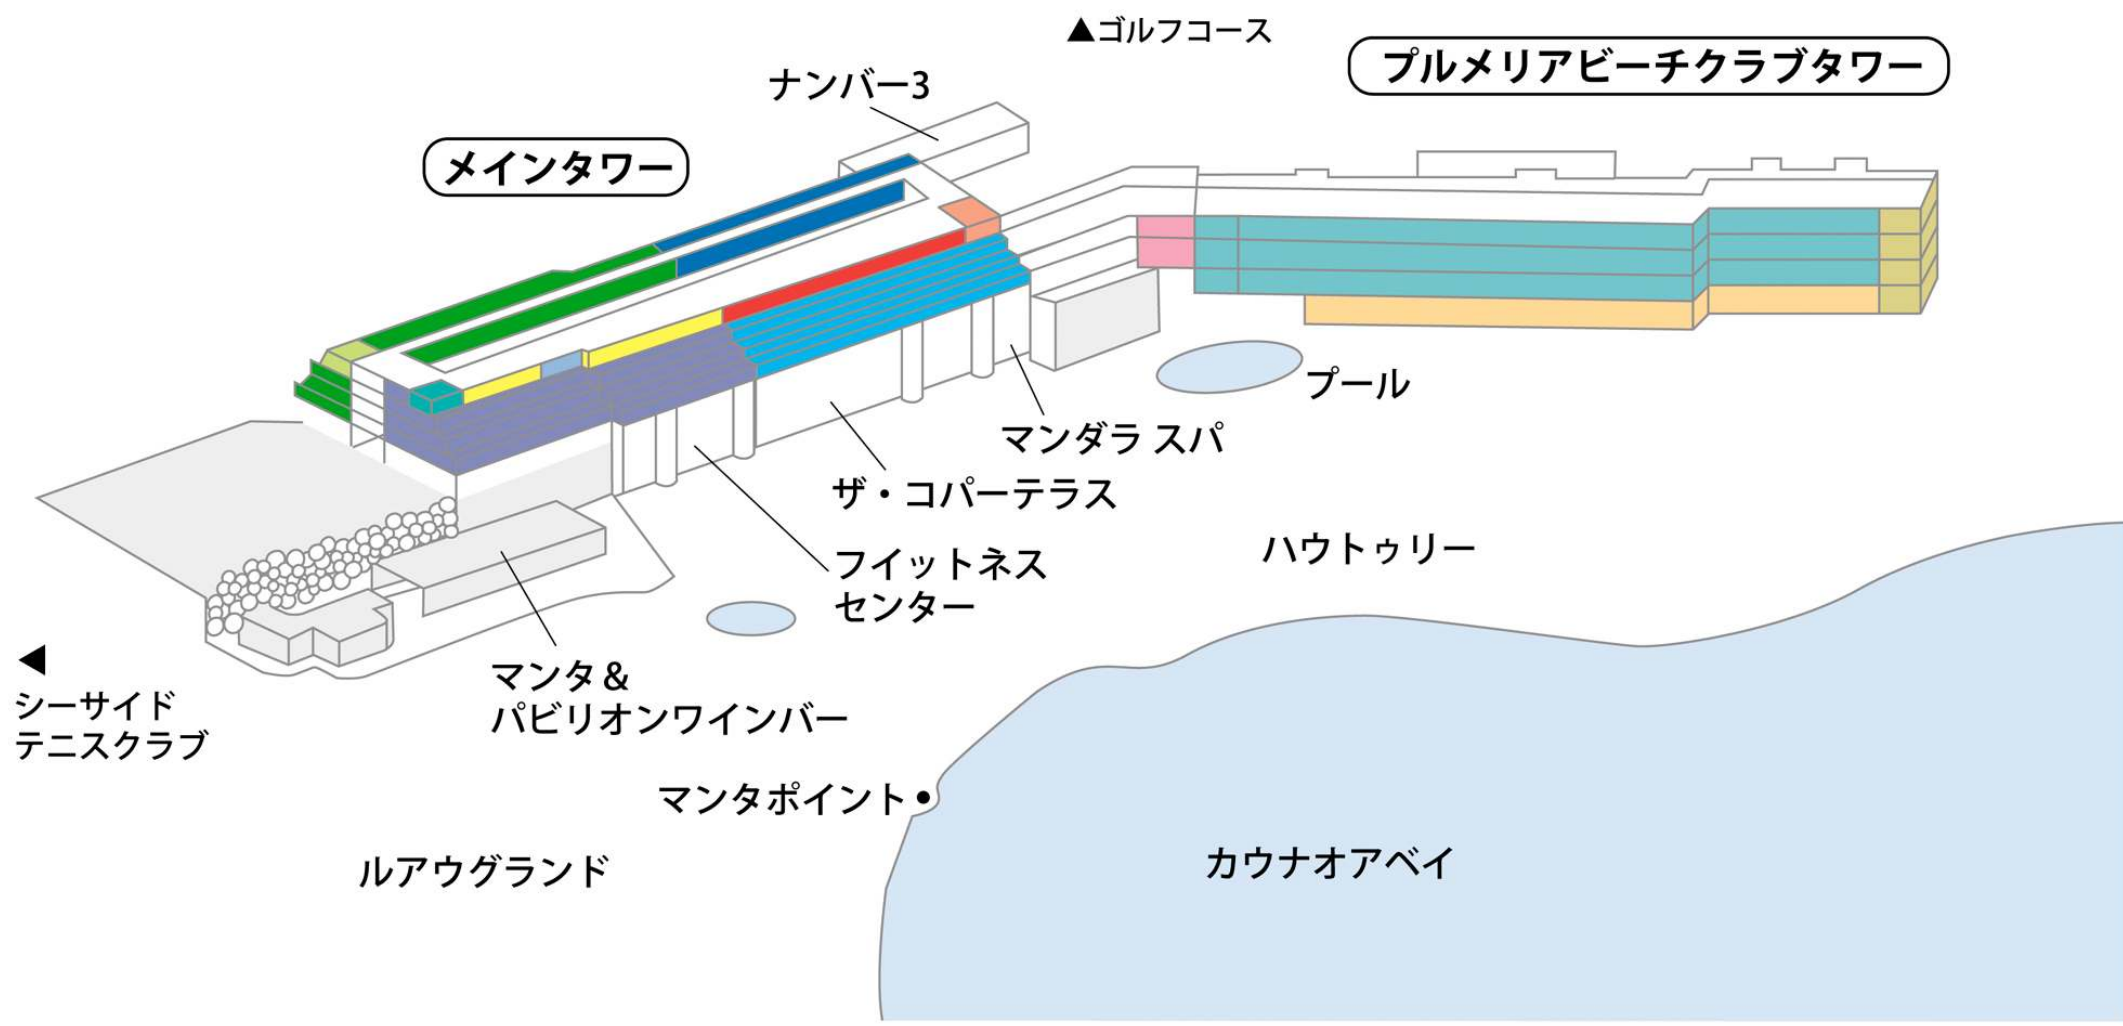 ▲ゴルフコース
プルメリアビーチクラブタワー
ナンバー3
メインタワー
プール
マンダラ スパ
ザ・コパーテラス
ハウトゥリー
フイットネス
センター
◀
シーサイド
テニスクラブ
マンタ&
パビリオンワインバー
マンタポイント●
ルアウグランド
カウナオアベイ